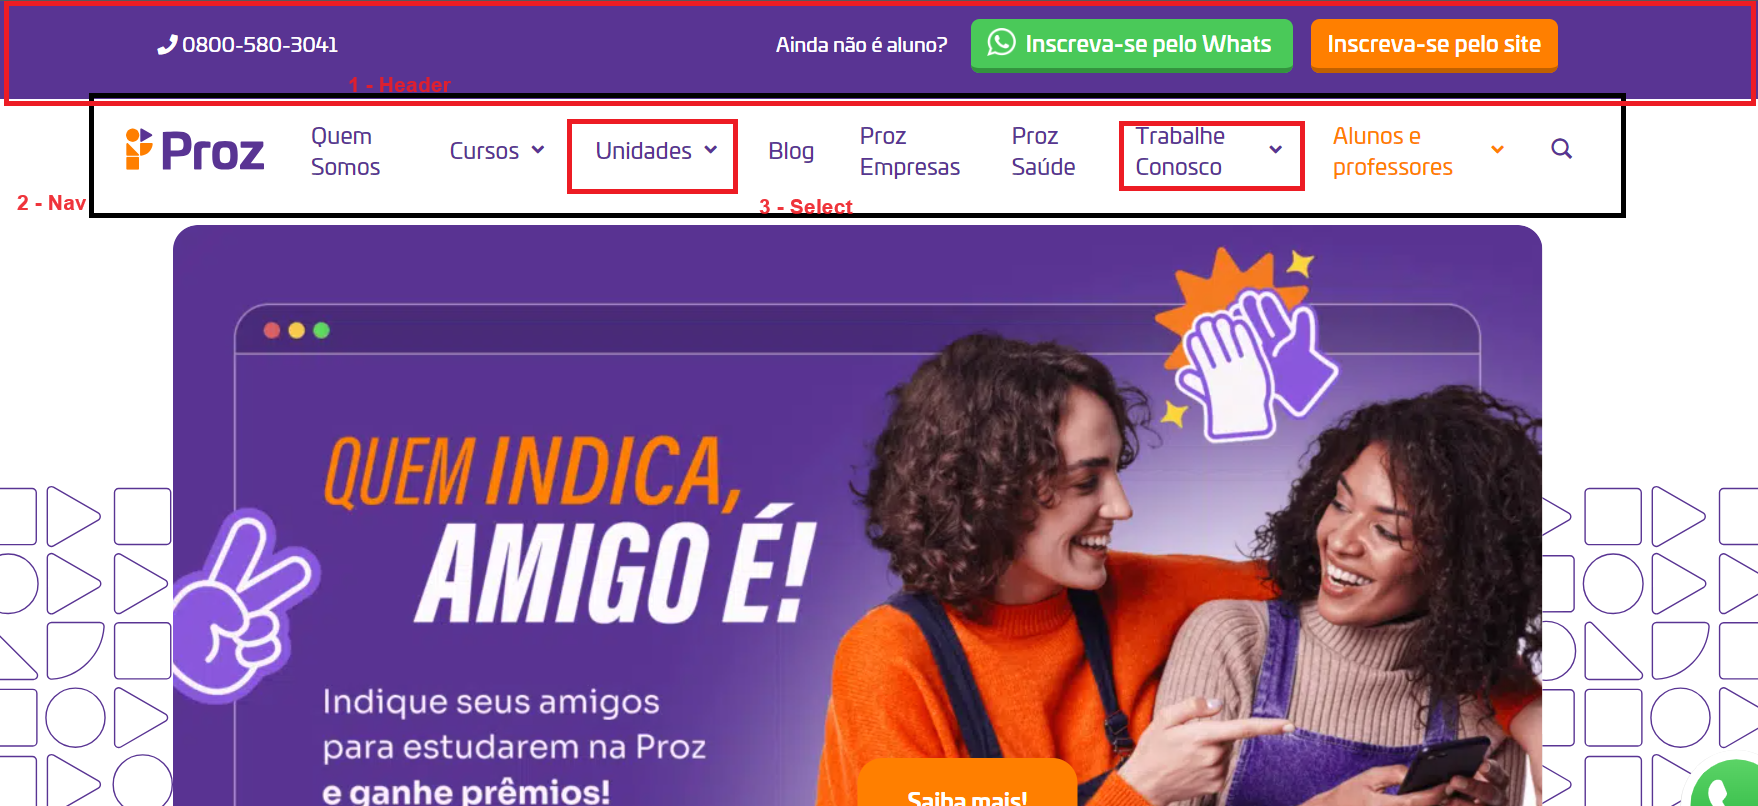 0800-580-3041
Ainda não é aluno?
Inscreva-se pelo Whats
Inscreva-se pelo site
1 - Header
Proz
Quem
Somos
Cursos
Unidades
Blog
Proz
Empresas
Proz
Saúde
Trabalhe
Conosco
Alunos e
professores
2 - Nav
3 - Select
QUEM INDICA,
AMIGO É!
Indique seus amigos
para estudarem na Proz
e ganhe prêmios!
Saiba mais!